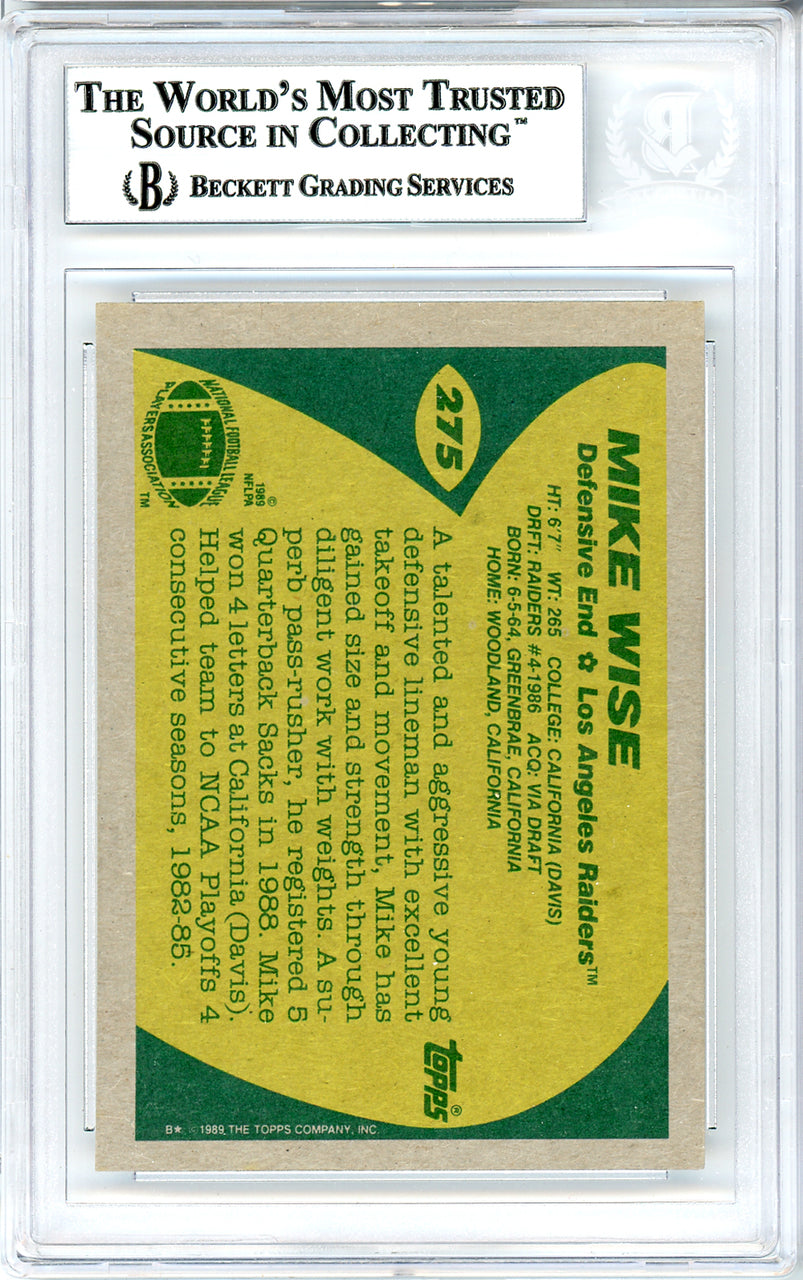 THE WORLD'S MOST TRUSTED
SOURCE IN COLLECTING™
B BECKETT GRADING SERVICES
B
275
MIKE WISE
Defensive End ✿ Los Angeles Raiders™
HT: 6'7" WT: 265 COLLEGE: CALIFORNIA (DAVIS)
DRFT: RAIDERS #4-1986 ACQ: VIA DRAFT
BORN: 6-5-64, GREENBRAE, CALIFORNIA
HOME: WOODLAND, CALIFORNIA
A talented and aggressive young
defensive lineman with excellent
takeoff and movement, Mike has
gained size and strength through
diligent work with weights. A su-
perb pass-rusher, he registered 5
Quarterback Sacks in 1988. Mike
won 4 letters at California (Davis).
Helped team to NCAA Playoffs 4
consecutive seasons, 1982-85.
NATIONAL FOOTBALL LEAGUE
PLAYERS ASSOCIATION
TM
©
1989
NFLPA
topps®
B* ©1989 THE TOPPS COMPANY, INC.